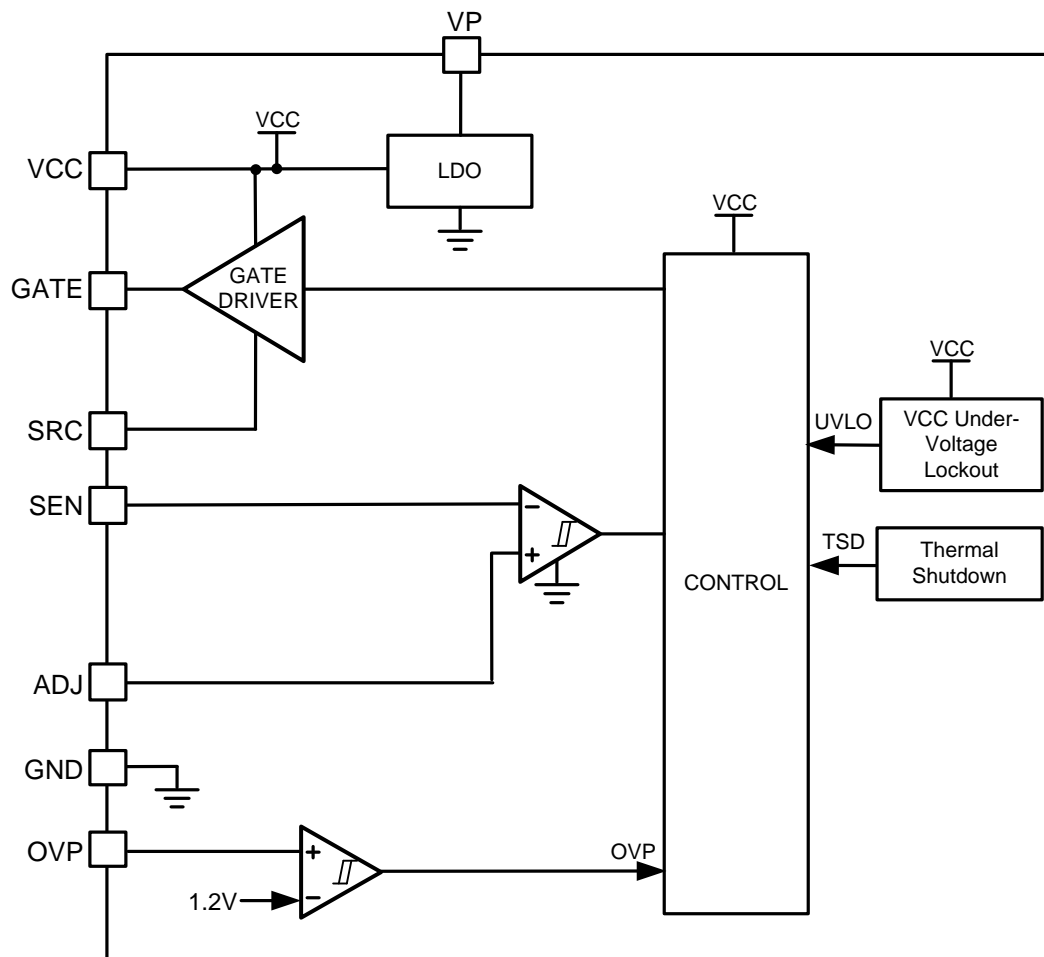 VP
VCC
VCC
LDO
VCC
GATE
GATE
DRIVER
VCC
SRC
UVLO
VCC Under-
Voltage
Lockout
SEN
−
+
TSD
Thermal
Shutdown
CONTROL
ADJ
GND
OVP
+
OVP
1.2V
−